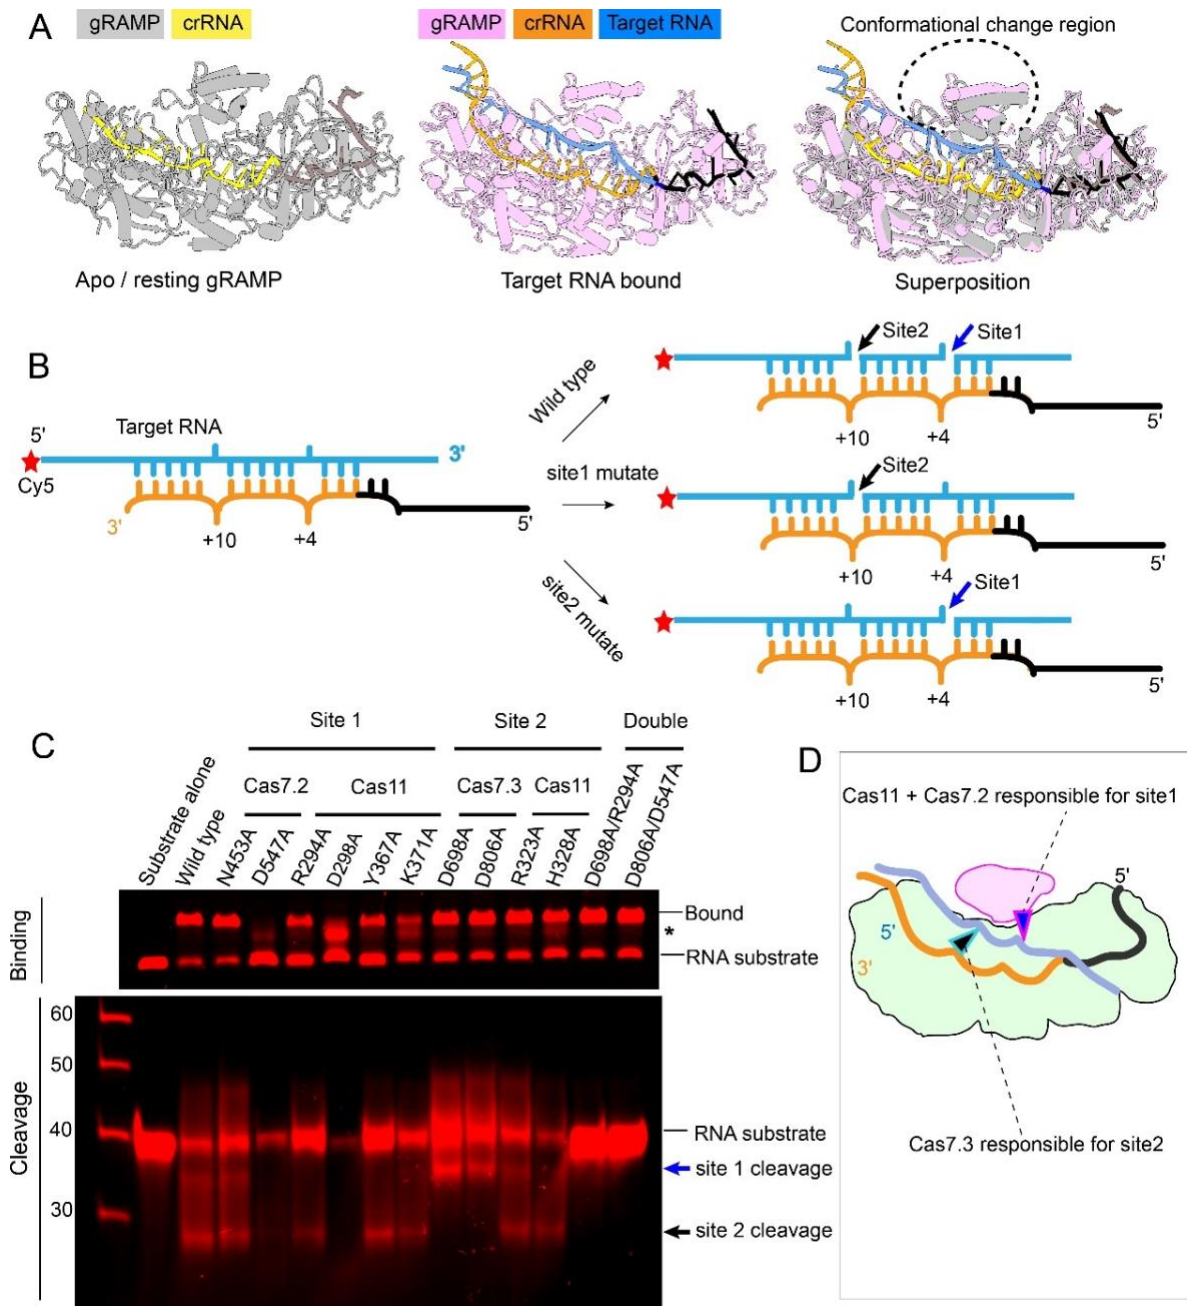 A
gRAMP crRNA
gRAMP crRNA Target RNA
Conformational change region
Apo / resting gRAMP
Target RNA bound
Superposition
B
5'
Target RNA
3'
Cy5
3'
+10
+4
5'
Wild type
site1 mutate
site2 mutate
Site2
Site1
+10
+4
5'
Site2
+10
+4
5'
Site1
+10
+4
5'
C
Site 1
Site 2
Double
Cas7.2
Cas11
Cas7.3
Cas11
Substrate alone
Wild type
N453A
D547A
R294A
D298A
Y367A
K371A
D698A
D806A
R323A
H328A
D698A/R294A
D806A/D547A
Binding
Bound
*
RNA substrate
Cleavage
60
50
40
30
RNA substrate
site 1 cleavage
site 2 cleavage
D
Cas11 + Cas7.2 responsible for site1
5'
5'
3'
Cas7.3 responsible for site2